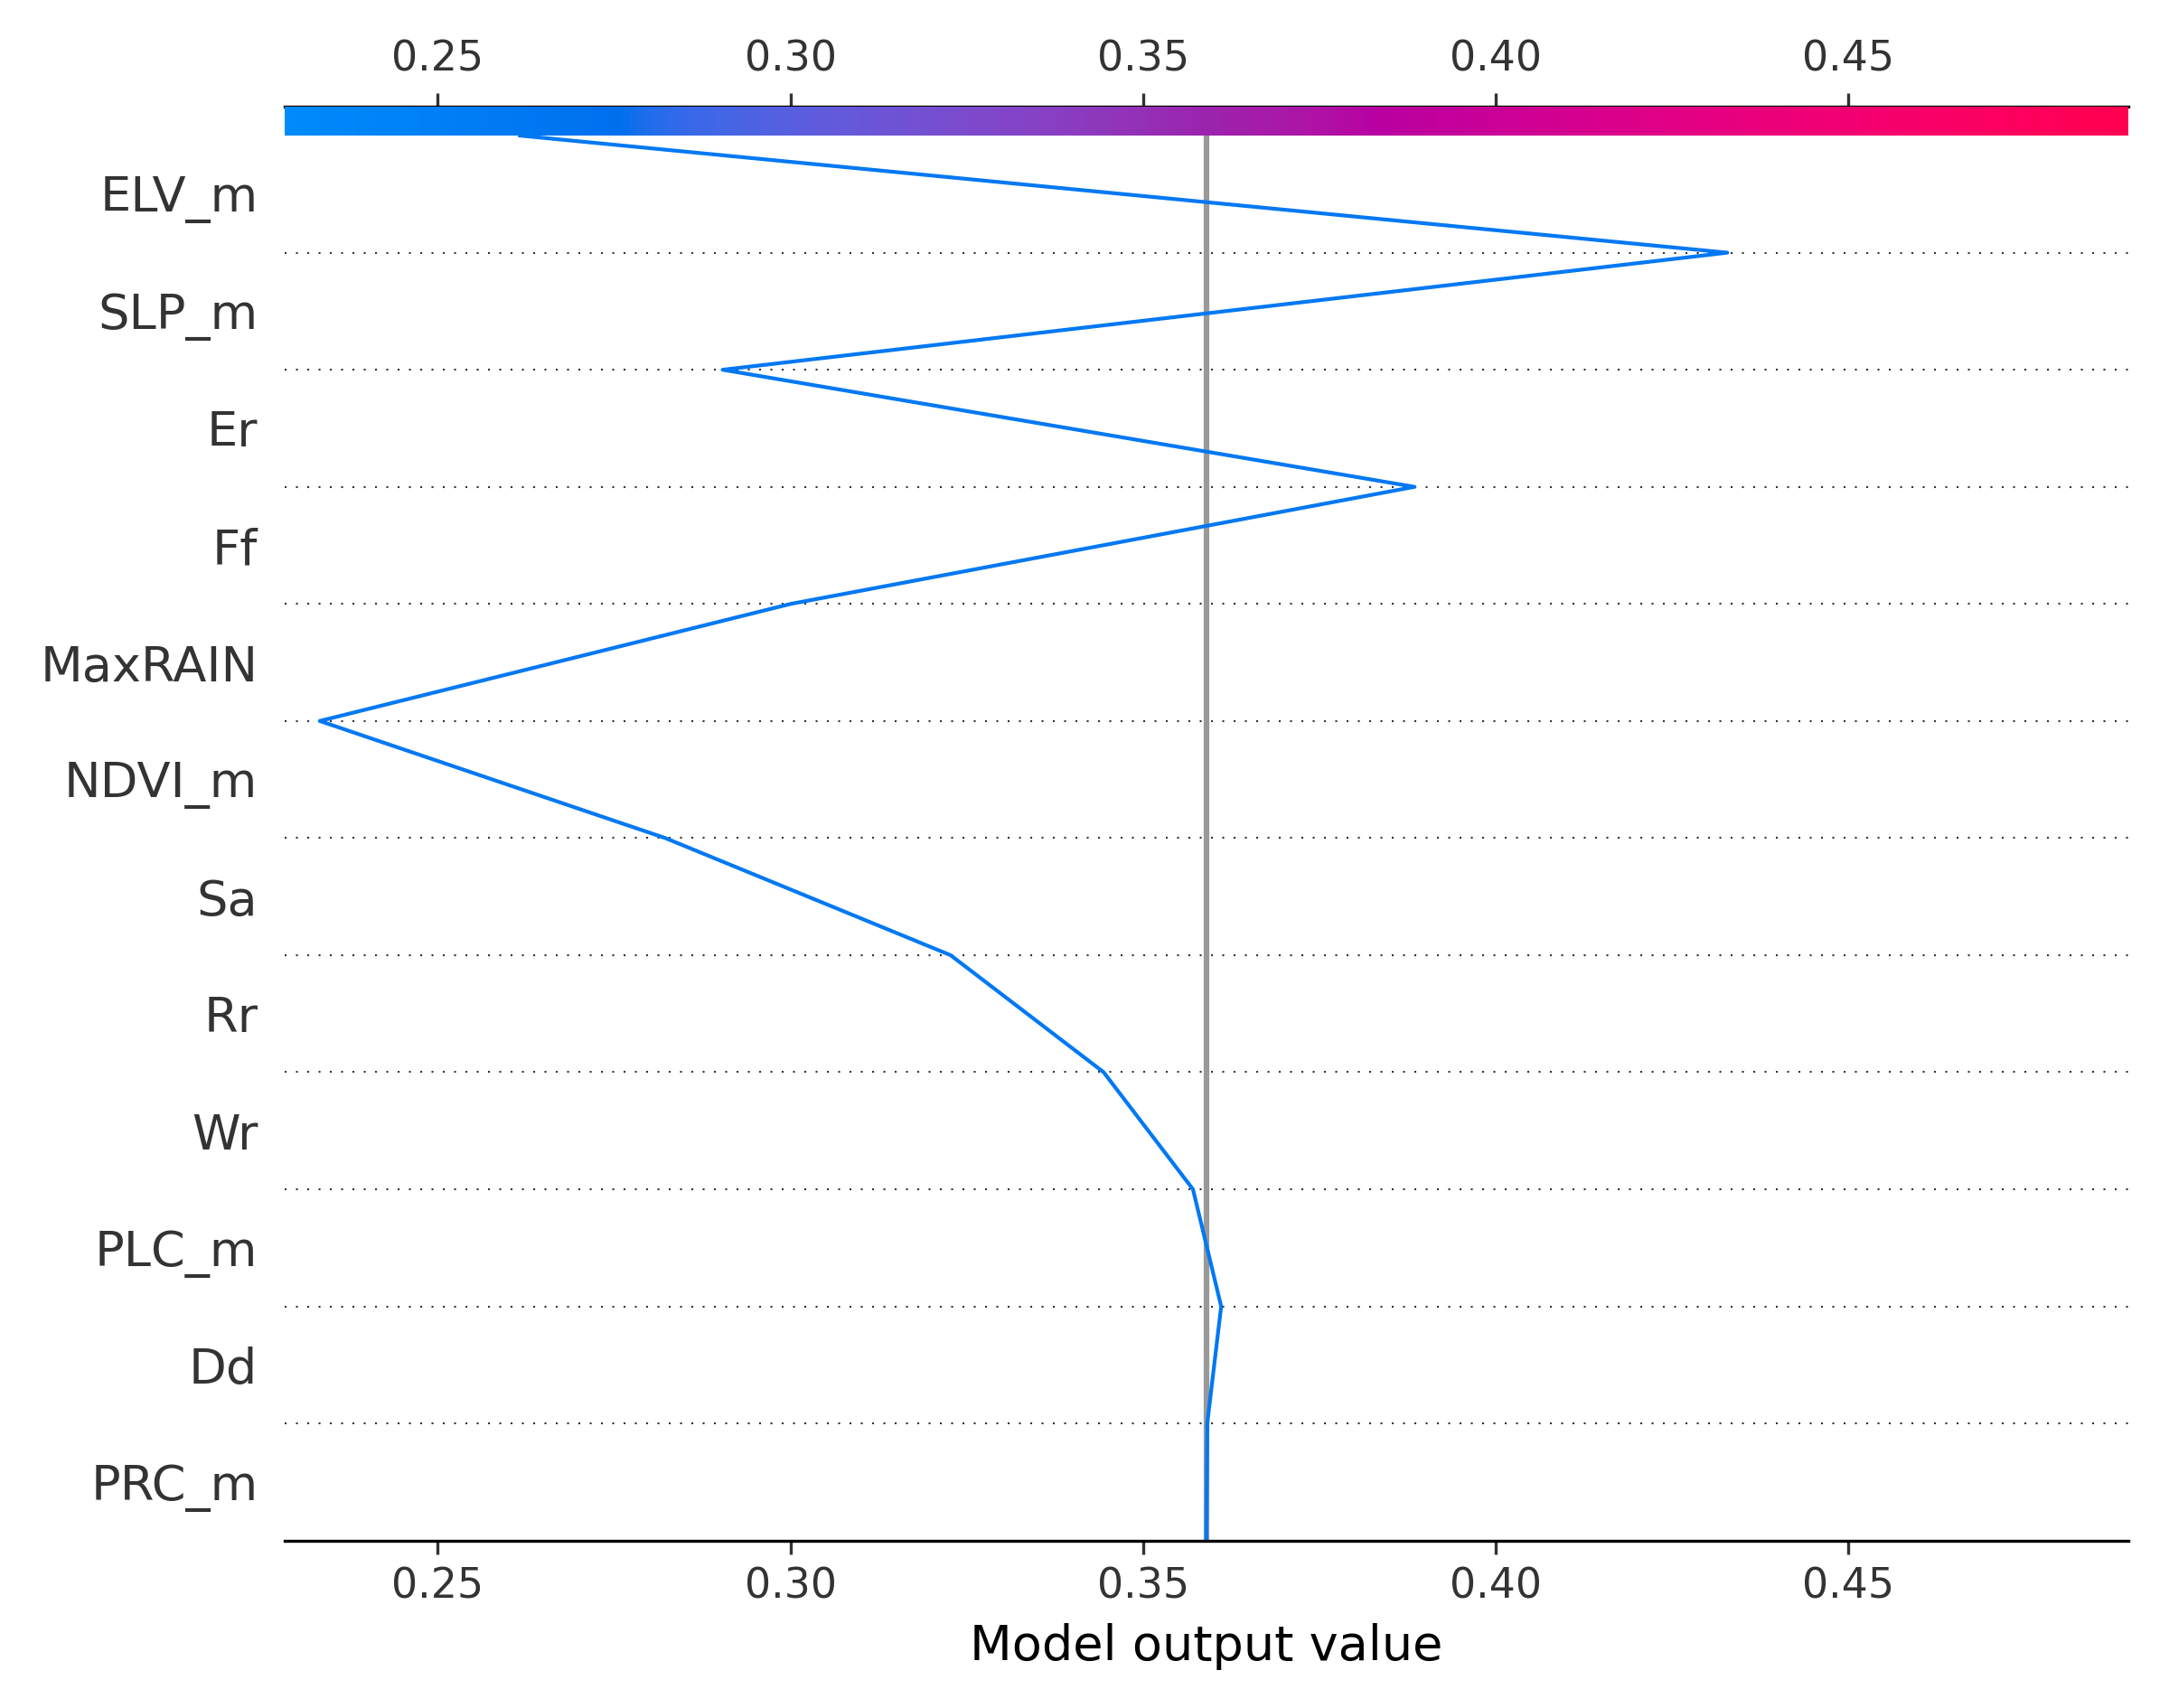 0.25 0.30 0.35 0.40 0.45
ELV_m
SLP_m
Er
Ff
MaxRAIN
NDVI_m
Sa
Rr
Wr
PLC_m
Dd
PRC_m
0.25 0.30 0.35 0.40 0.45
Model output value